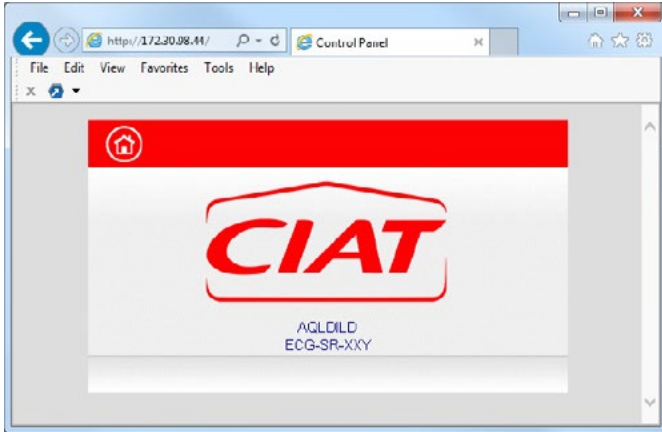 http://172.30.98.44/
Control Panel
File Edit View Favorites Tools Help
CIAT
AQLDILD
ECG-SR-XXY